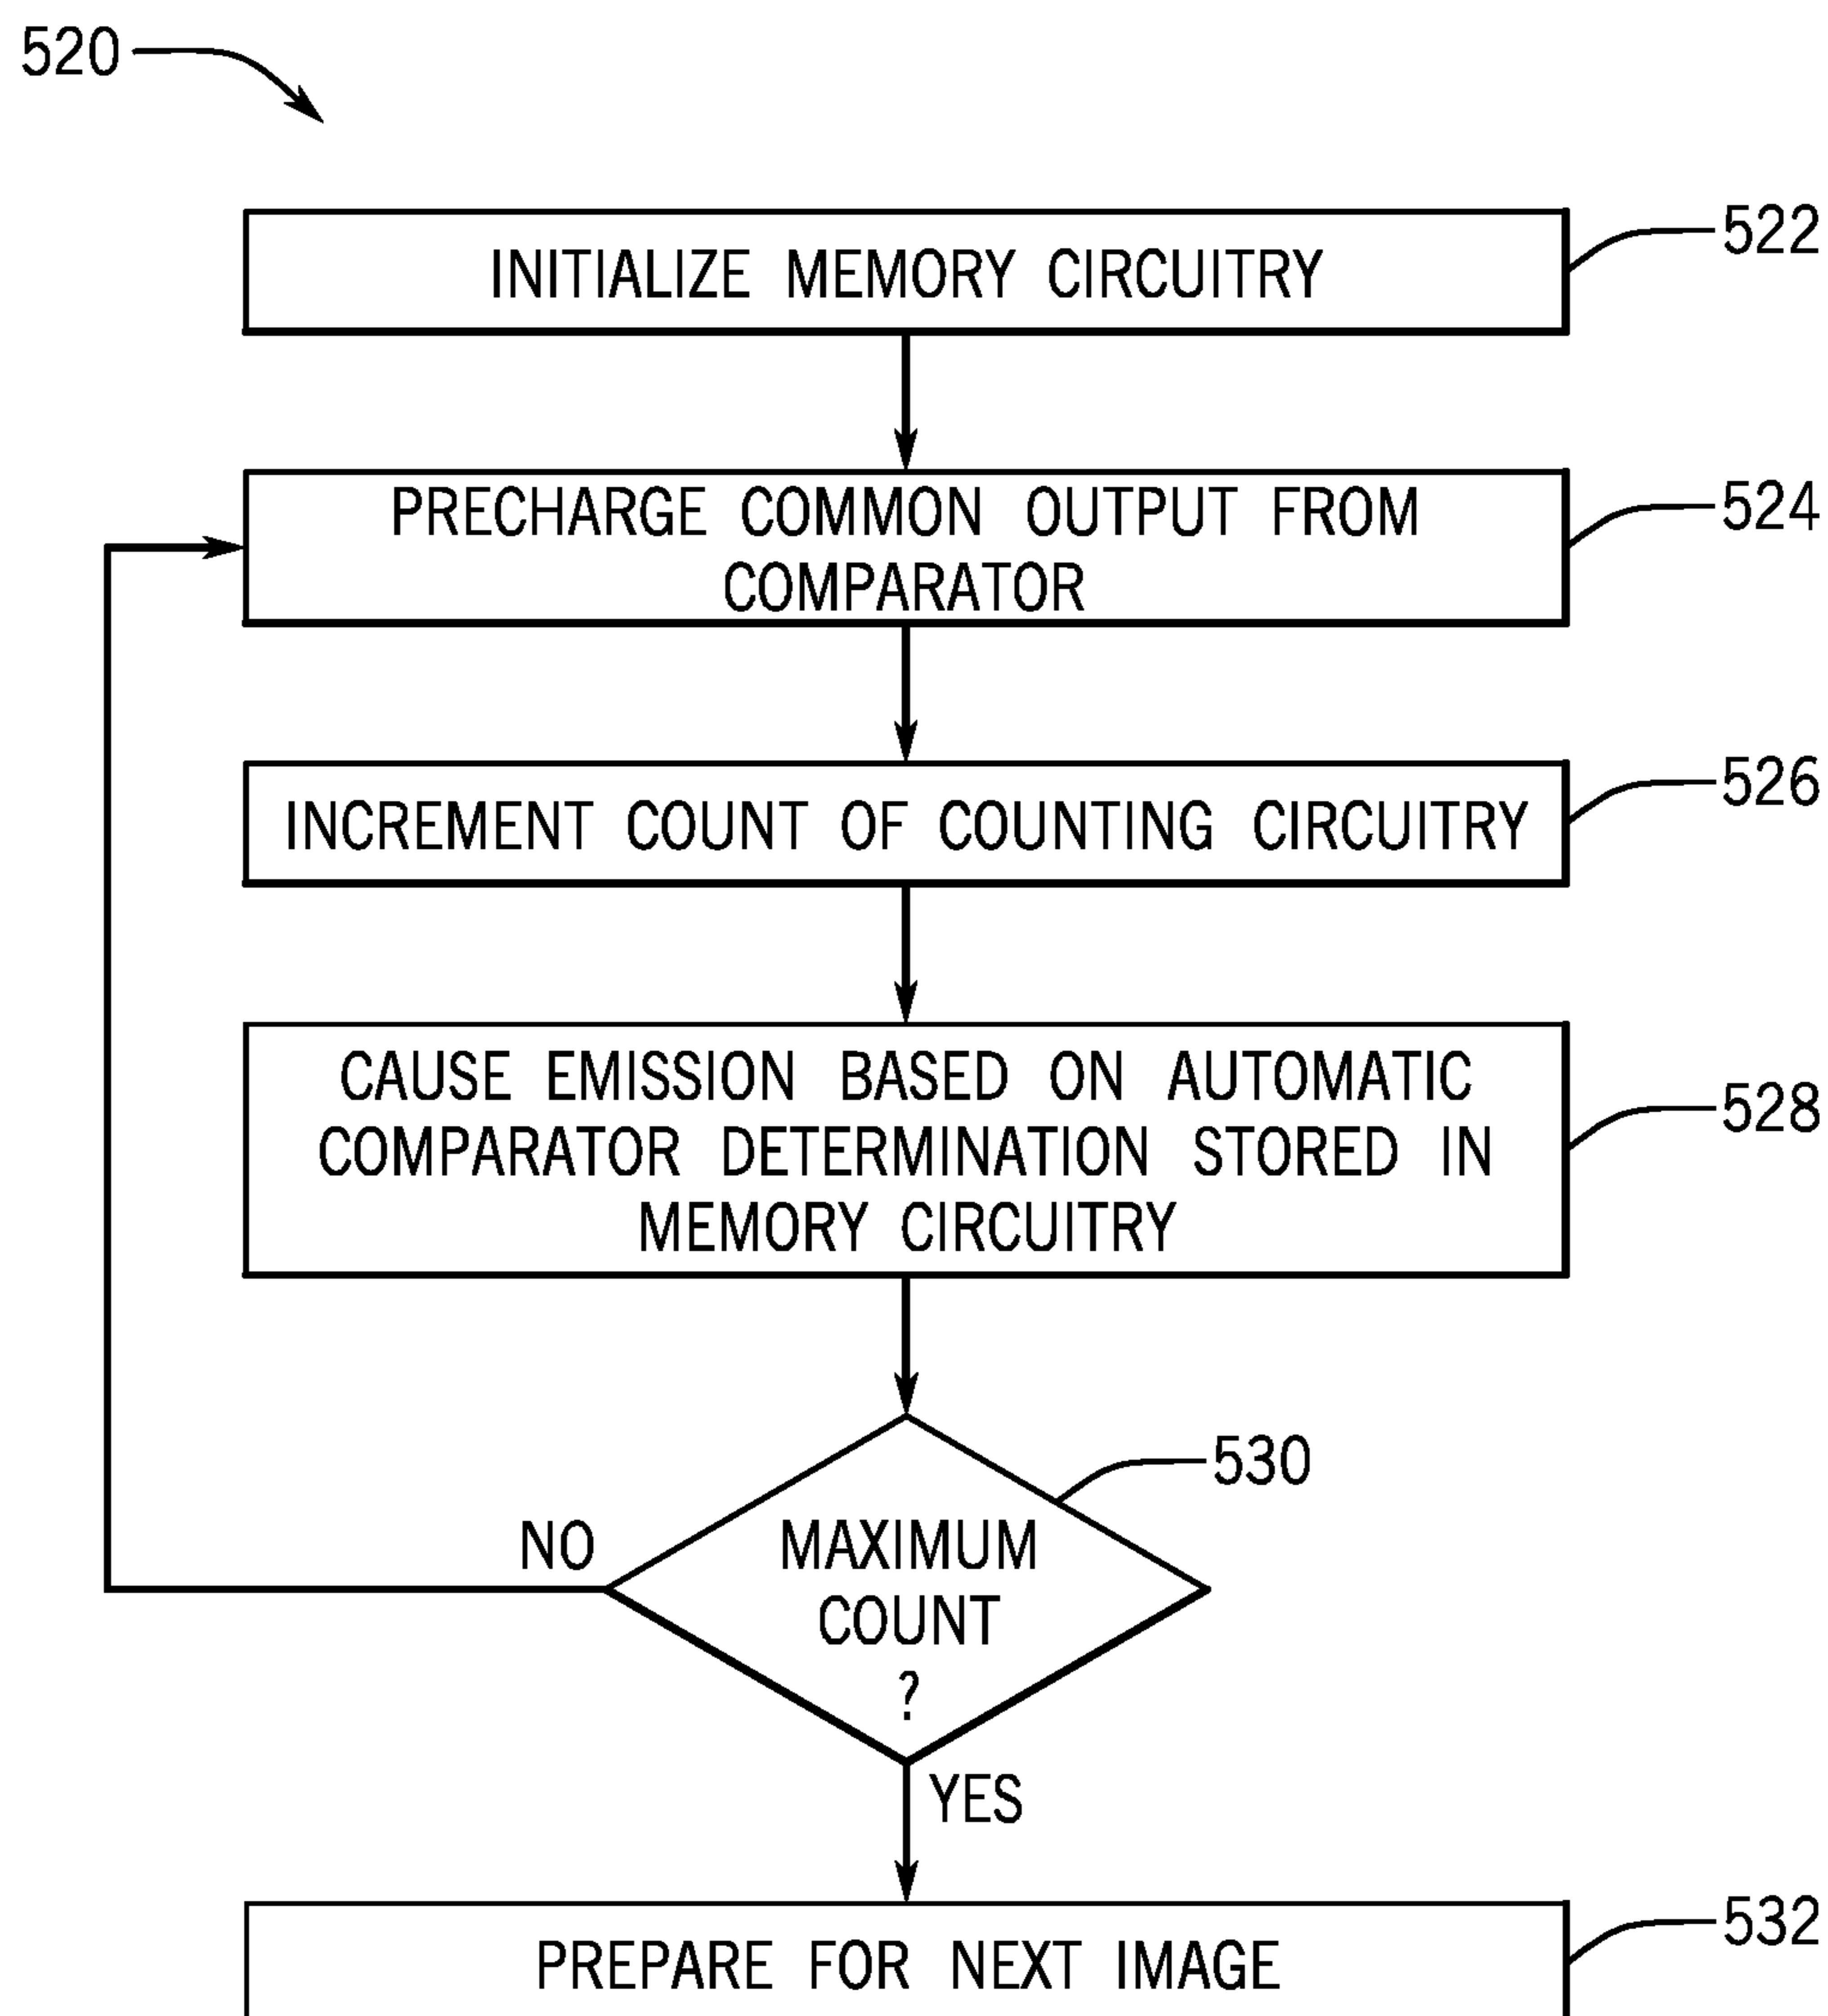 520
INITIALIZE MEMORY CIRCUITRY
522
PRECHARGE COMMON OUTPUT FROM
COMPARATOR
524
INCREMENT COUNT OF COUNTING CIRCUITRY
526
CAUSE EMISSION BASED ON AUTOMATIC
COMPARATOR DETERMINATION STORED IN
MEMORY CIRCUITRY
528
530
NO
MAXIMUM
COUNT
?
YES
PREPARE FOR NEXT IMAGE
532